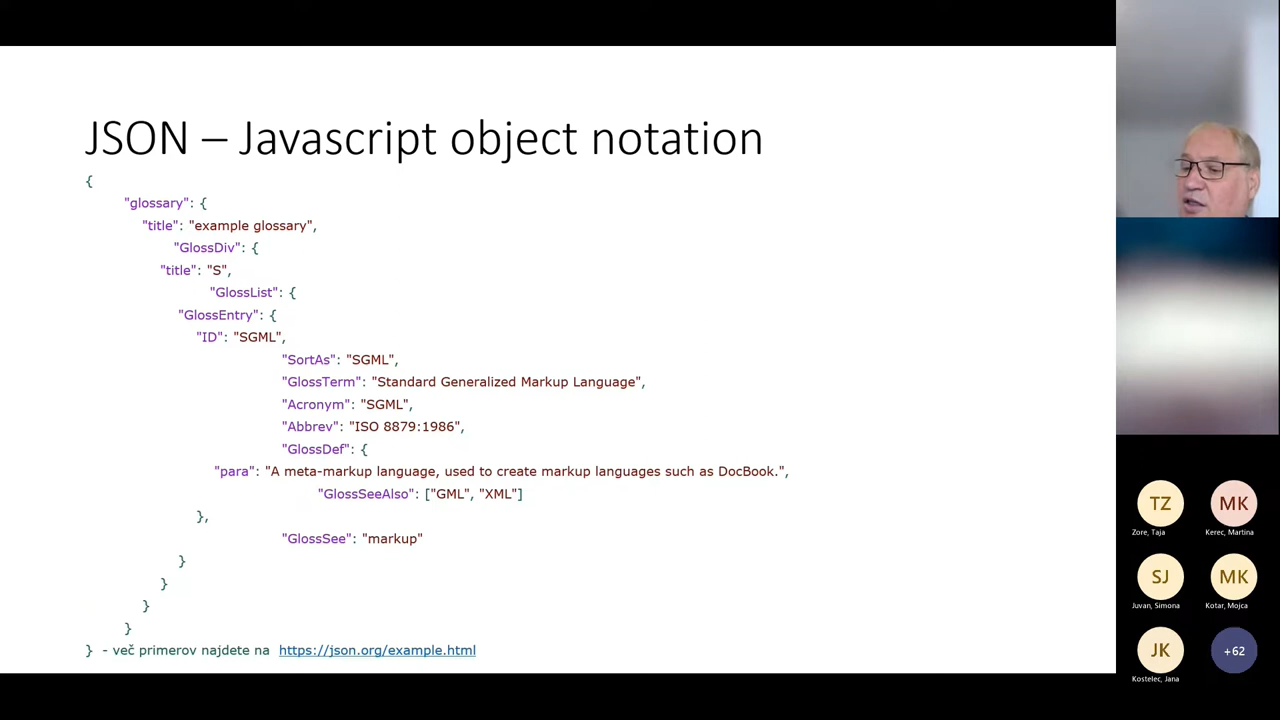 JSON – Javascript object notation
{
"glossary": {
"title": "example glossary",
"GlossDiv": {
"title": "S",
"GlossList": {
"GlossEntry": {
"ID": "SGML",
"SortAs": "SGML",
"GlossTerm": "Standard Generalized Markup Language",
"Acronym": "SGML",
"Abbrev": "ISO 8879:1986",
"GlossDef": {
"para": "A meta-markup language, used to create markup languages such as DocBook.",
"GlossSeeAlso": ["GML", "XML"]
},
"GlossSee": "markup"
}
}
}
}
} - več primerov najdete na https://json.org/example.html
TZ MK
Zore, Taja Kerec, Martina
SJ MK
Juvan, Simona Kotar, Mojca
JK +62
Kostelec, Jana